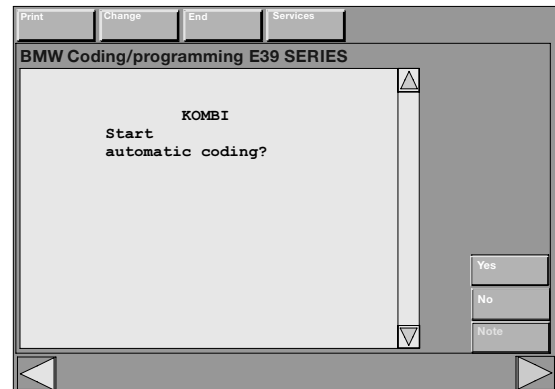 Print Change End Services
BMW Coding/programming E39 SERIES
KOMBI
Start
automatic coding?
Yes
No
Note